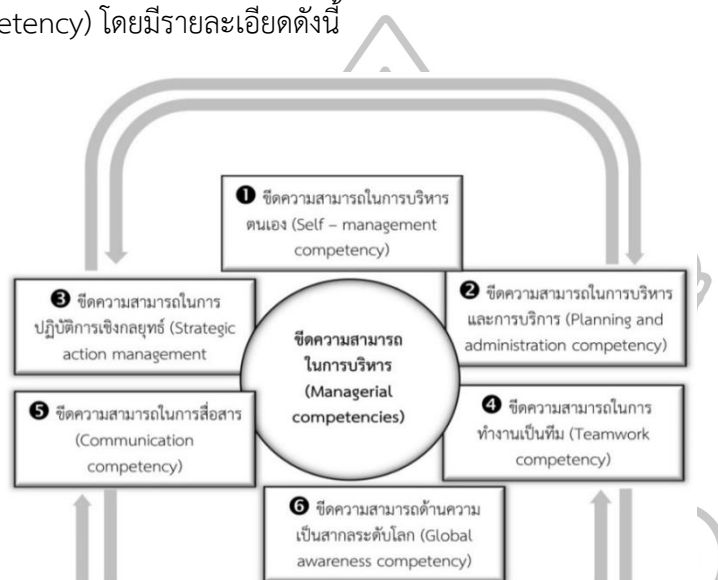 etency) โดยมีรายละเอียดดังนี้
❶ ขีดความสามารถในการบริหาร
ตนเอง (Self – management
competency)
❷ ขีดความสามารถในการบริหาร
และการบริการ (Planning and
administration competency)
❸ ขีดความสามารถในการ
ปฏิบัติการเชิงกลยุทธ์ (Strategic
action management
ขีดความสามารถ
ในการบริหาร
(Managerial
competencies)
❹ ขีดความสามารถในการ
ทำงานเป็นทีม (Teamwork
competency)
❺ ขีดความสามารถในการสื่อสาร
(Communication
competency)
❻ ขีดความสามารถด้านความ
เป็นสากลระดับโลก (Global
awareness competency)